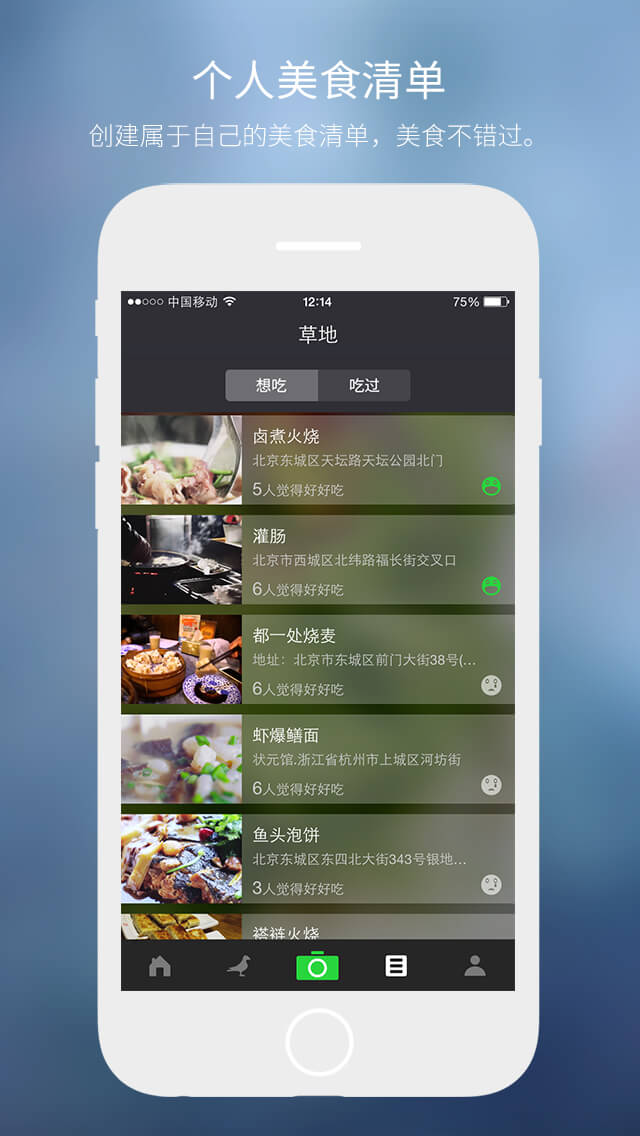 个人美食清单
创建属于自己的美食清单，美食不错过。
中国移动 12:14 75%
草地
想吃 吃过
卤煮火烧
北京东城区天坛路天坛公园北门
5人觉得好好吃
灌肠
北京市西城区北纬路福长街交叉口
6人觉得好好吃
都一处烧麦
地址：北京市东城区前门大街38号(...
6人觉得好好吃
虾爆鳝面
状元馆.浙江省杭州市上城区河坊街
6人觉得好好吃
鱼头泡饼
北京东城区东四北大街343号银地...
3人觉得好好吃
褡裢火烧